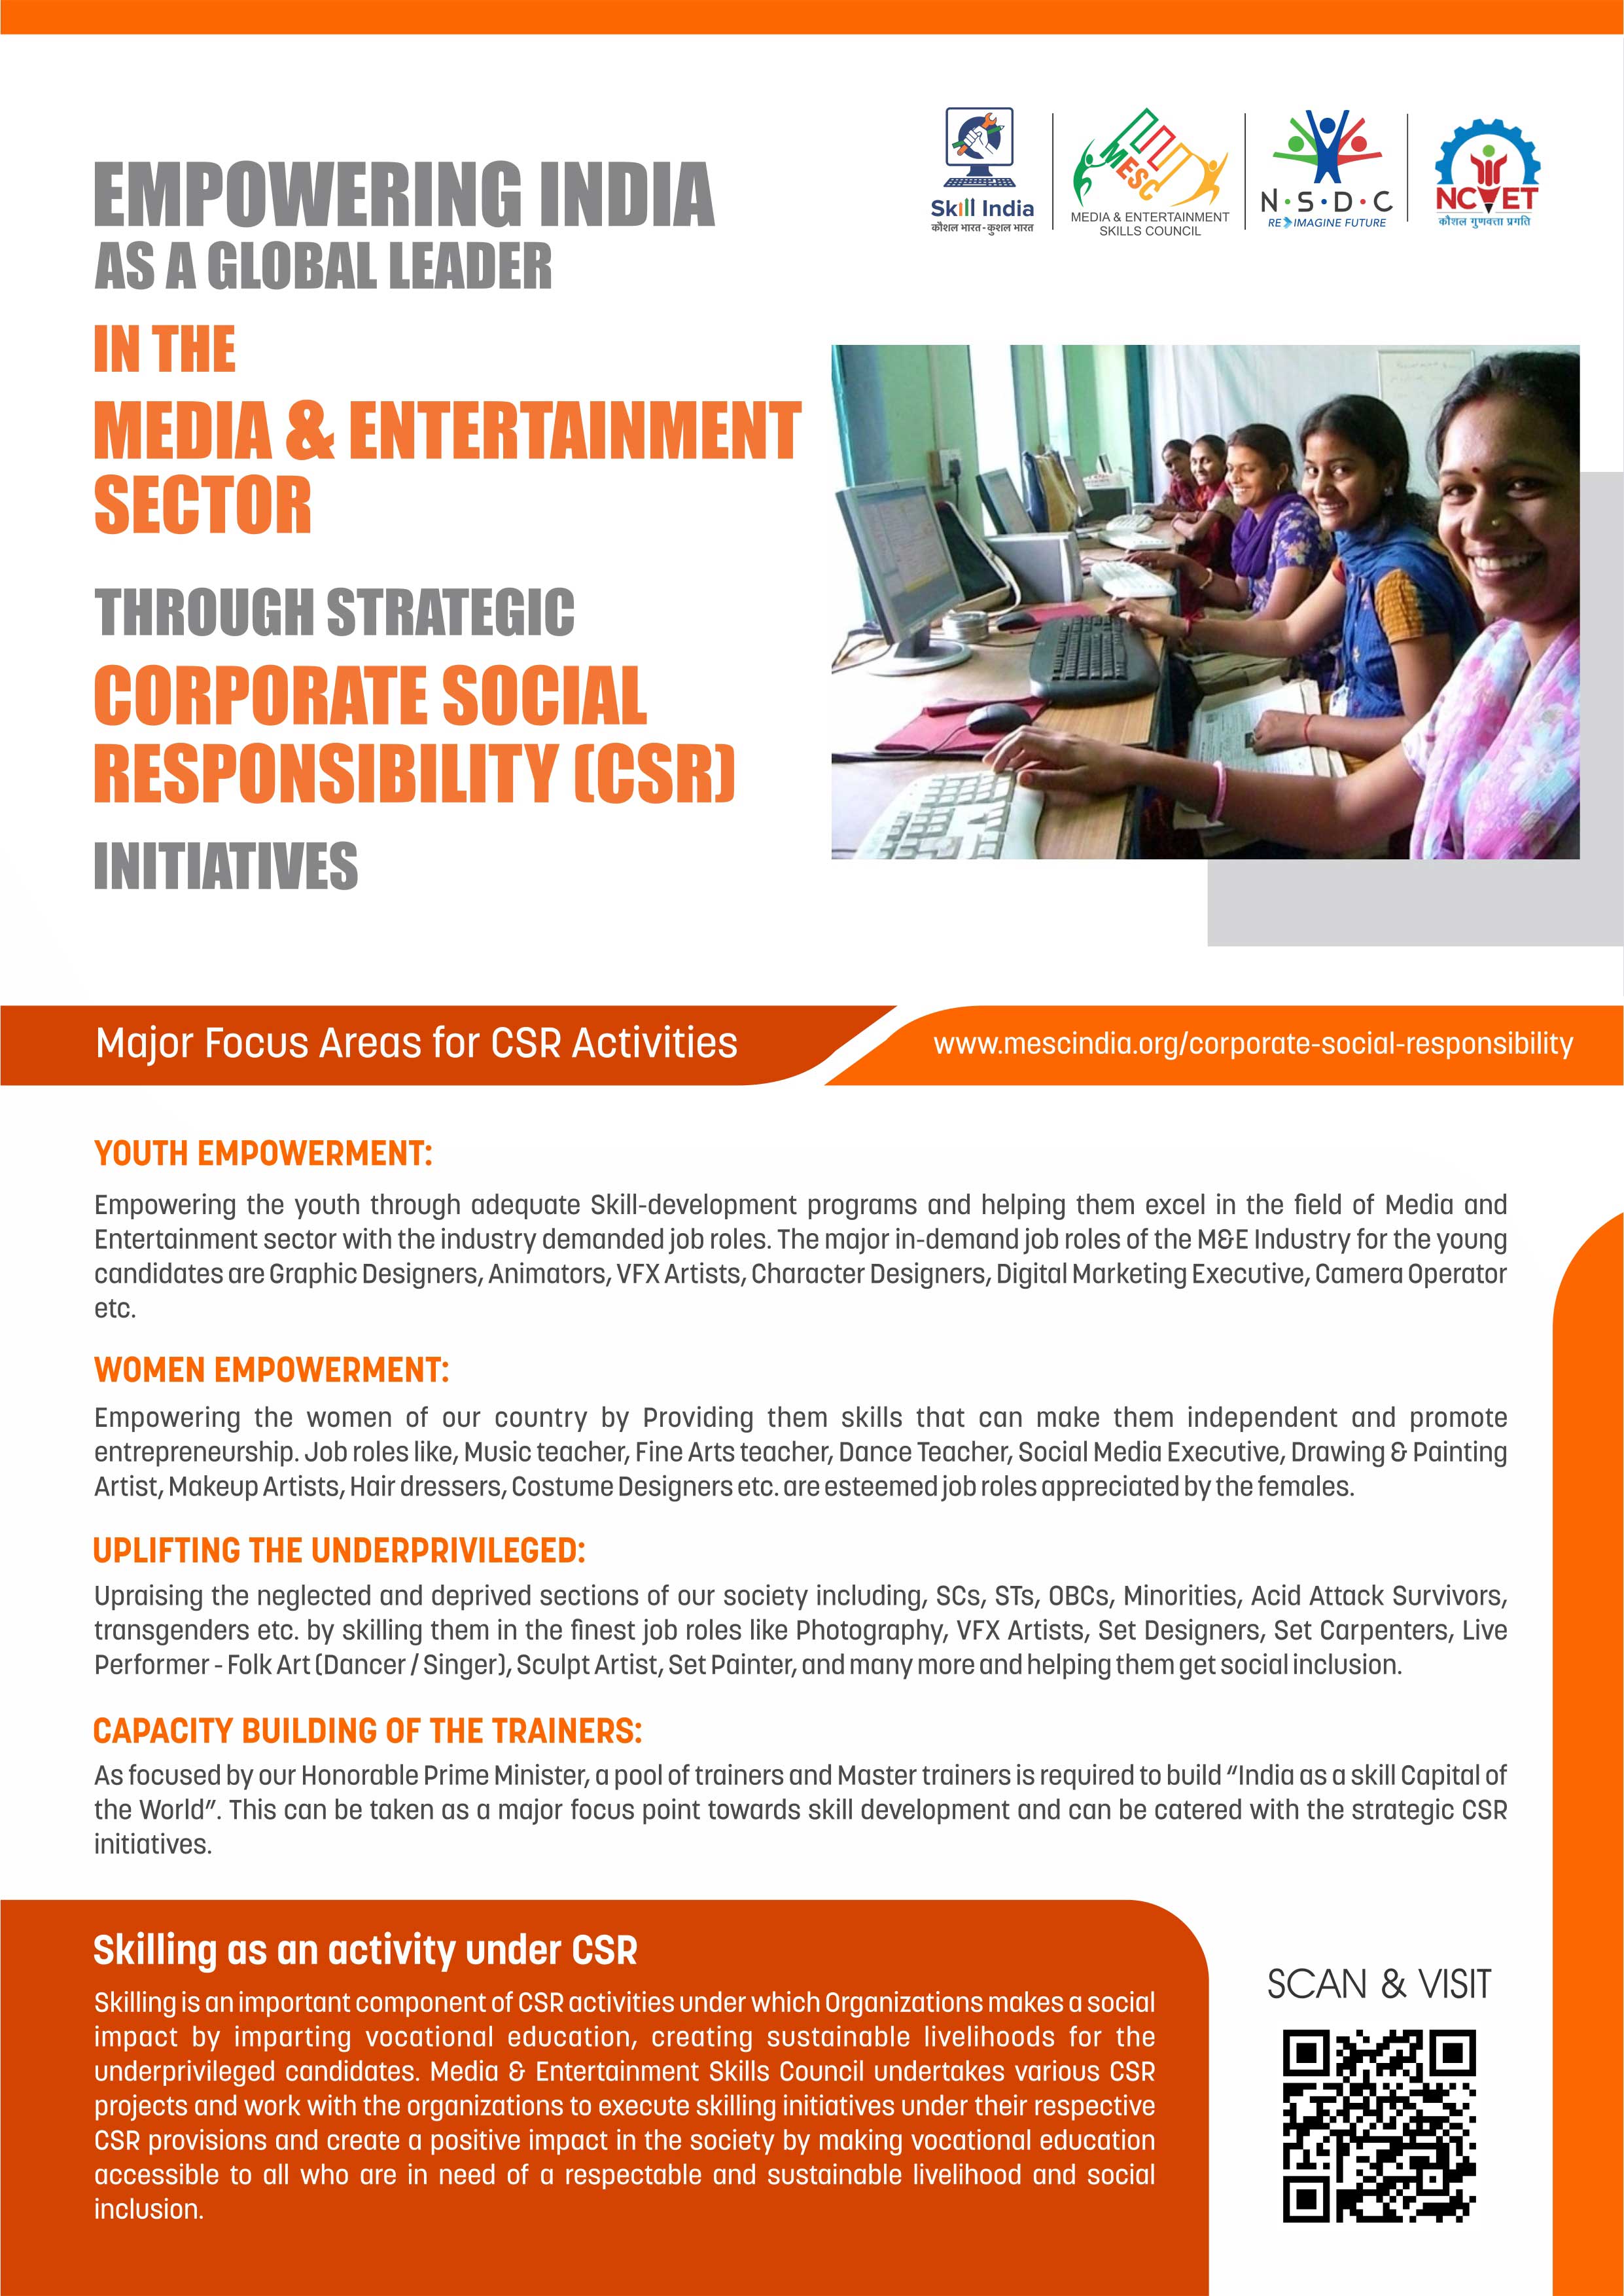 EMPOWERING INDIA
AS A GLOBAL LEADER
IN THE
MEDIA & ENTERTAINMENT
SECTOR
THROUGH STRATEGIC
CORPORATE SOCIAL
RESPONSIBILITY (CSR)
INITIATIVES
Skill India
कौशल भारत-कुशल भारत
MESC
MEDIA & ENTERTAINMENT
SKILLS COUNCIL
N·S·D·C
RE IMAGINE FUTURE
NCVET
कौशल गुणवत्ता प्रगति
Major Focus Areas for CSR Activities
www.mescindia.org/corporate-social-responsibility
YOUTH EMPOWERMENT:
Empowering the youth through adequate Skill-development programs and helping them excel in the field of Media and
Entertainment sector with the industry demanded job roles. The major in-demand job roles of the M&E Industry for the young
candidates are Graphic Designers, Animators, VFX Artists, Character Designers, Digital Marketing Executive, Camera Operator
etc.
WOMEN EMPOWERMENT:
Empowering the women of our country by Providing them skills that can make them independent and promote
entrepreneurship. Job roles like, Music teacher, Fine Arts teacher, Dance Teacher, Social Media Executive, Drawing & Painting
Artist, Makeup Artists, Hair dressers, Costume Designers etc. are esteemed job roles appreciated by the females.
UPLIFTING THE UNDERPRIVILEGED:
Upraising the neglected and deprived sections of our society including, SCs, STs, OBCs, Minorities, Acid Attack Survivors,
transgenders etc. by skilling them in the finest job roles like Photography, VFX Artists, Set Designers, Set Carpenters, Live
Performer - Folk Art (Dancer / Singer), Sculpt Artist, Set Painter, and many more and helping them get social inclusion.
CAPACITY BUILDING OF THE TRAINERS:
As focused by our Honorable Prime Minister, a pool of trainers and Master trainers is required to build “India as a skill Capital of
the World”. This can be taken as a major focus point towards skill development and can be catered with the strategic CSR
initiatives.
Skilling as an activity under CSR
Skilling is an important component of CSR activities under which Organizations makes a social
impact by imparting vocational education, creating sustainable livelihoods for the
underprivileged candidates. Media & Entertainment Skills Council undertakes various CSR
projects and work with the organizations to execute skilling initiatives under their respective
CSR provisions and create a positive impact in the society by making vocational education
accessible to all who are in need of a respectable and sustainable livelihood and social
inclusion.
SCAN & VISIT